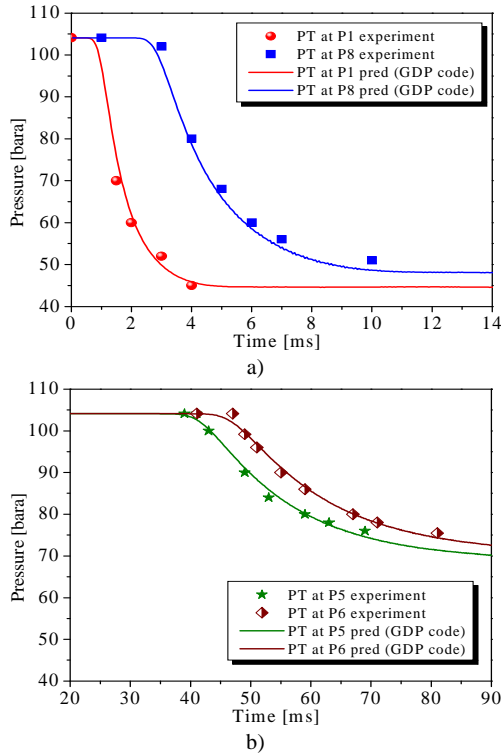 110
100
90
80
70
60
50
40
Pressure [bara]
PT at P1 experiment
PT at P8 experiment
PT at P1 pred (GDP code)
PT at P8 pred (GDP code)
0 2 4 6 8 10 12 14
Time [ms]
a)
110
100
90
80
70
60
50
40
Pressure [bara]
PT at P5 experiment
PT at P6 experiment
PT at P5 pred (GDP code)
PT at P6 pred (GDP code)
20 30 40 50 60 70 80 90
Time [ms]
b)